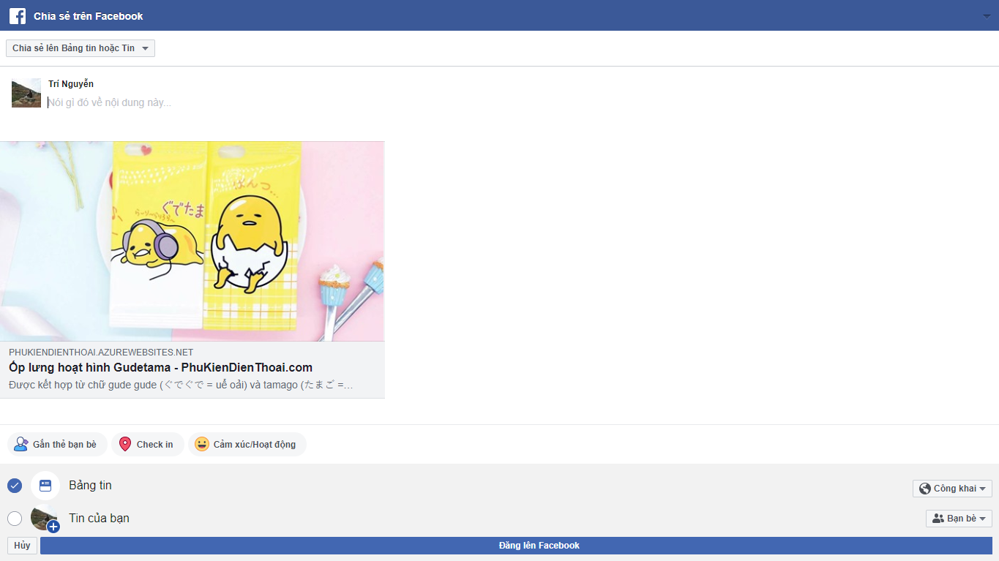 Chia sẻ trên Facebook
Chia sẻ lên Bảng tin hoặc Tin
Trí Nguyễn
Nói gì đó về nội dung này...
ぐでたま
PHUKIENDIENTHOAI.AZUREWEBSITES.NET
Ốp lưng hoạt hình Gudetama - PhuKienDienThoai.com
Được kết hợp từ chữ gude gude (ぐでぐで = uể oải) và tamago (たまご =...
Gắn thẻ bạn bè
Check in
Cảm xúc/Hoạt động
Bảng tin
Công khai
Tin của bạn
Bạn bè
Hủy
Đăng lên Facebook